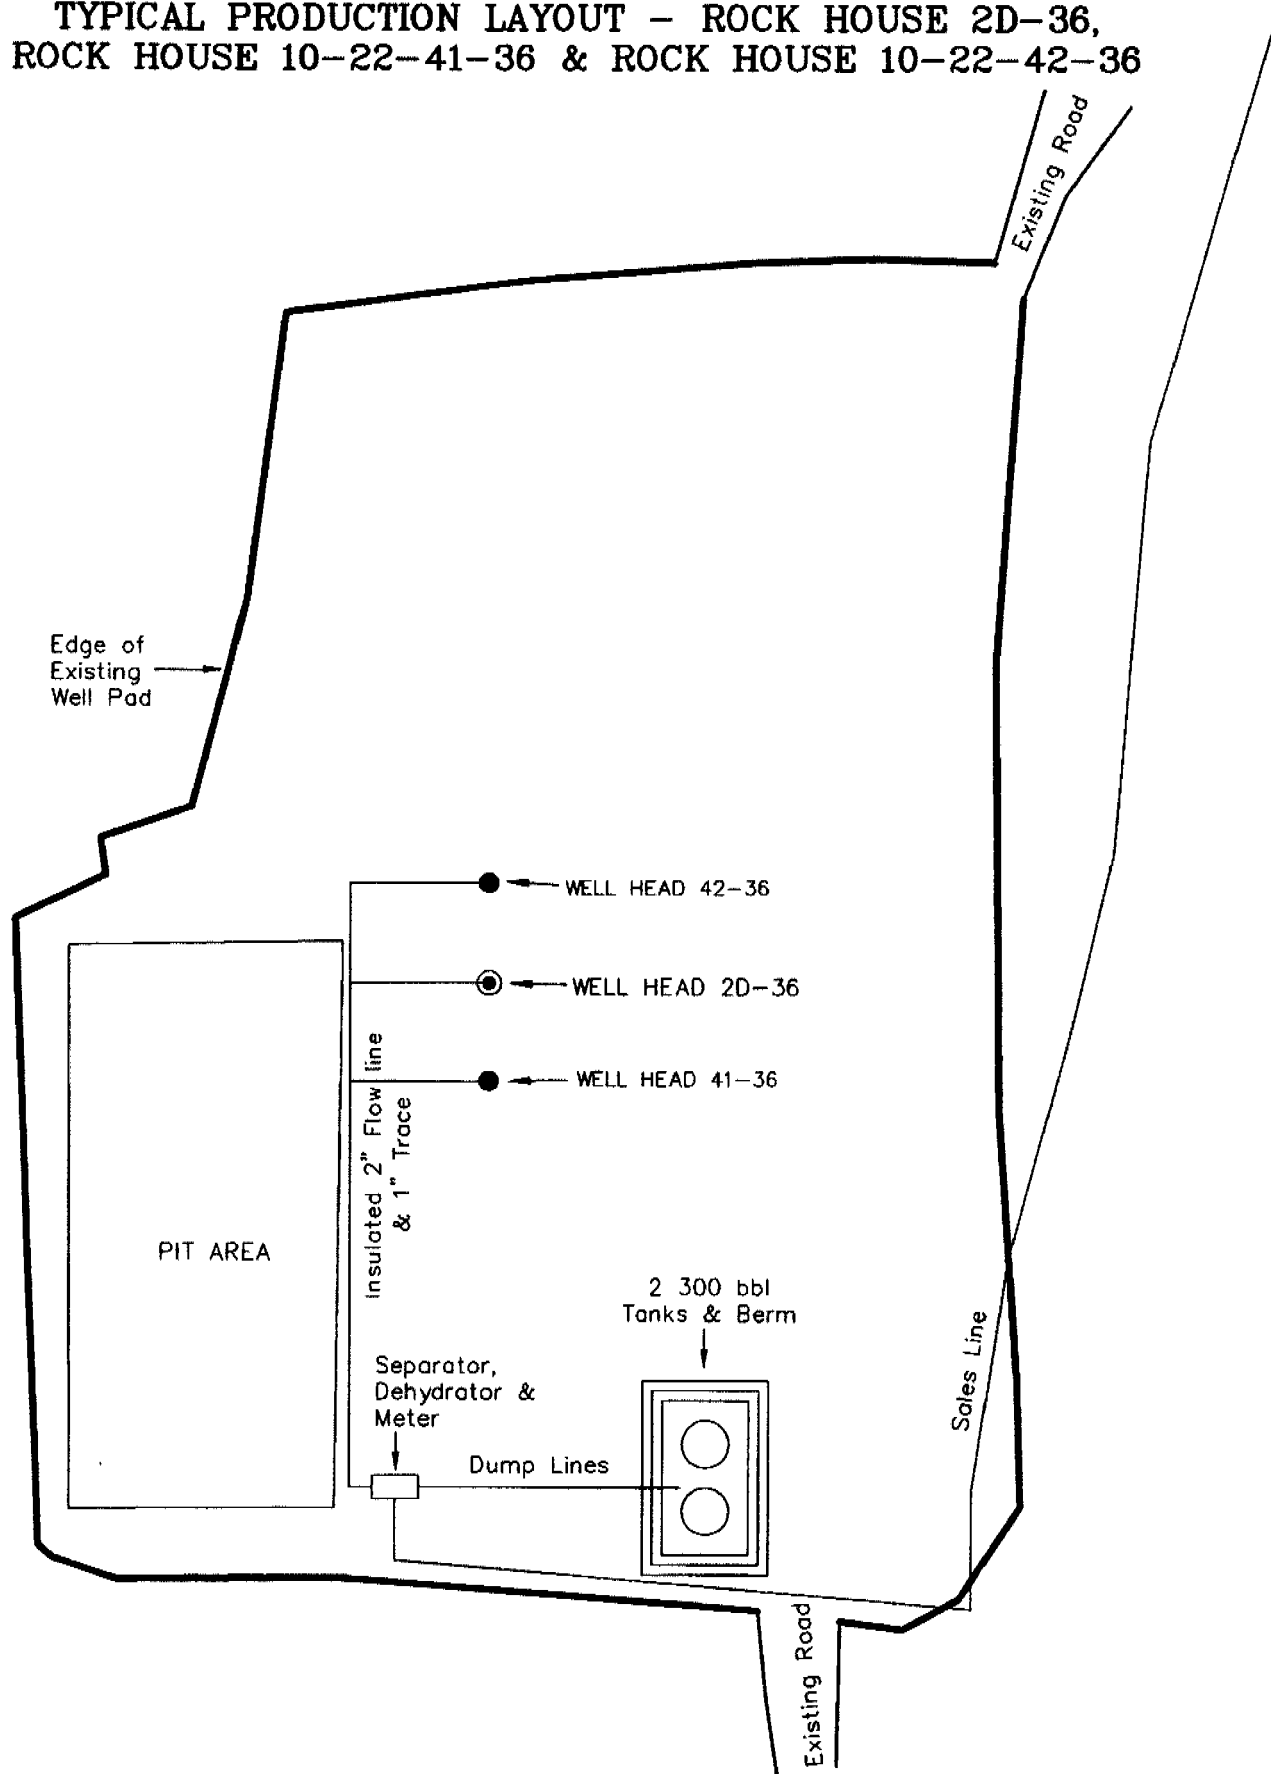 TYPICAL PRODUCTION LAYOUT – ROCK HOUSE 2D–36,
ROCK HOUSE 10–22–41–36 & ROCK HOUSE 10–22–42–36
Existing Road
Edge of
Existing
Well Pad
WELL HEAD 42–36
WELL HEAD 2D–36
WELL HEAD 41–36
Insulated 2" Flow line
& 1" Trace
PIT AREA
2 300 bbl
Tanks & Berm
Separator,
Dehydrator &
Meter
Dump Lines
Sales Line
Existing Road